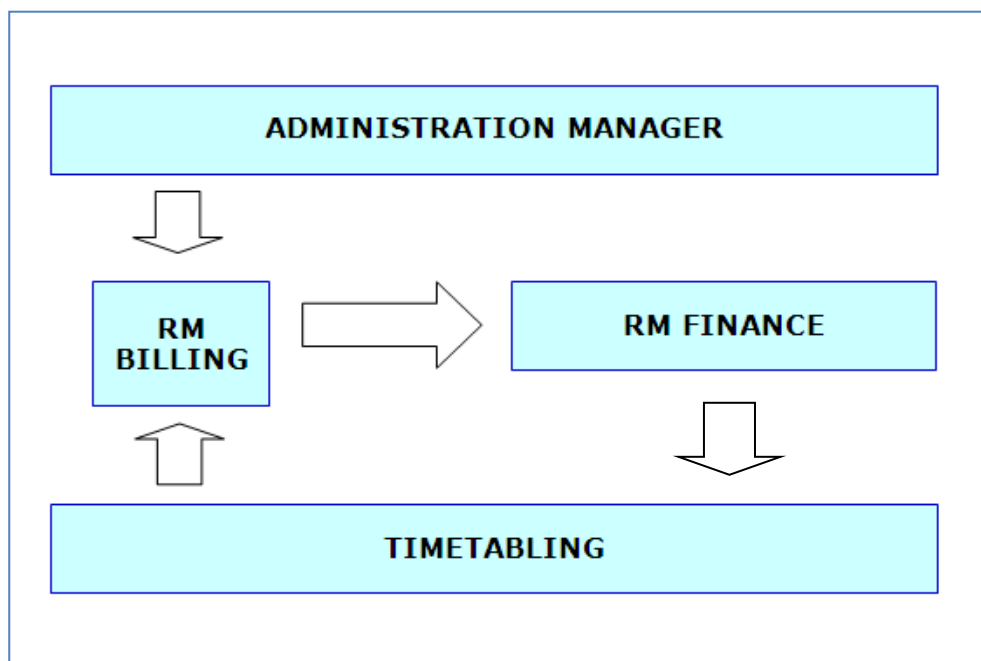 ADMINISTRATION MANAGER
RM
BILLING
RM FINANCE
TIMETABLING